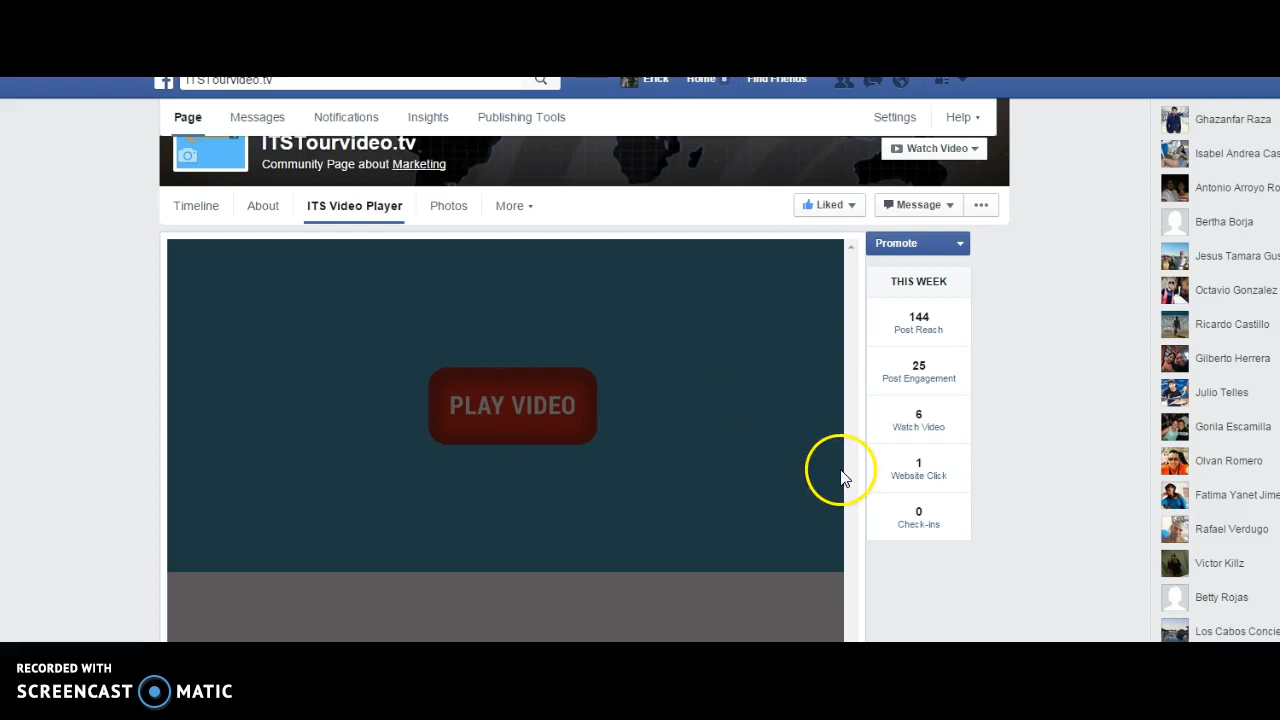 ITSTourvideo.tv
Erick
Home 8
Find Friends
Page
Messages
Notifications
Insights
Publishing Tools
Settings
Help
ITSTourvideo.tv
Community Page about Marketing
Watch Video
Timeline
About
ITS Video Player
Photos
More
Liked
Message
Promote
THIS WEEK
144
Post Reach
25
Post Engagement
6
Watch Video
1
Website Click
0
Check-ins
PLAY VIDEO
Ghazanfar Raza
Isabel Andrea Cas
Antonio Arroyo Ro
Bertha Borja
Jesus Tamara Gus
Octavio Gonzalez
Ricardo Castillo
Gilberto Herrera
Julio Telles
Gorila Escamilla
Olvan Romero
Fatima Yanet Jime
Rafael Verdugo
Victor Killz
Betty Rojas
Los Cabos Concie
RECORDED WITH
SCREENCAST MATIC